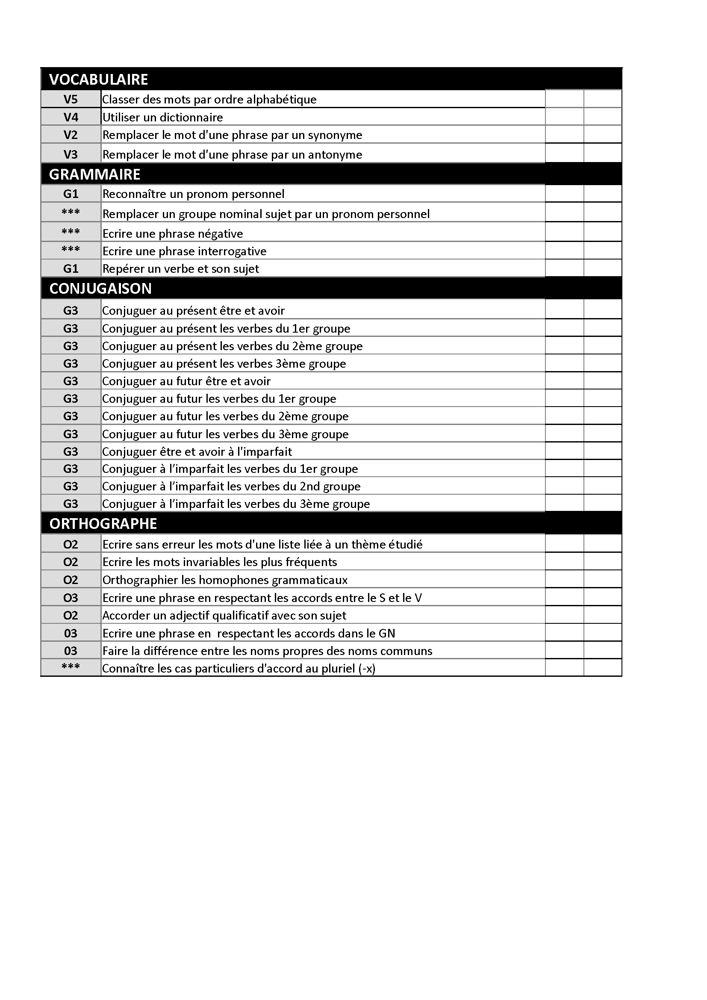 VOCABULAIRE
V5 Classer des mots par ordre alphabétique
V4 Utiliser un dictionnaire
V2 Remplacer le mot d'une phrase par un synonyme
V3 Remplacer le mot d'une phrase par un antonyme
GRAMMAIRE
G1 Reconnaître un pronom personnel
*** Remplacer un groupe nominal sujet par un pronom personnel
*** Ecrire une phrase négative
*** Ecrire une phrase interrogative
G1 Repérer un verbe et son sujet
CONJUGAISON
G3 Conjuguer au présent être et avoir
G3 Conjuguer au présent les verbes du 1er groupe
G3 Conjuguer au présent les verbes du 2ème groupe
G3 Conjuguer au présent les verbes 3ème groupe
G3 Conjuguer au futur être et avoir
G3 Conjuguer au futur les verbes du 1er groupe
G3 Conjuguer au futur les verbes du 2ème groupe
G3 Conjuguer au futur les verbes du 3ème groupe
G3 Conjuguer être et avoir à l'imparfait
G3 Conjuguer à l’imparfait les verbes du 1er groupe
G3 Conjuguer à l’imparfait les verbes du 2nd groupe
G3 Conjuguer à l’imparfait les verbes du 3ème groupe
ORTHOGRAPHE
O2 Ecrire sans erreur les mots d'une liste liée à un thème étudié
O2 Ecrire les mots invariables les plus fréquents
O2 Orthographier les homophones grammaticaux
O3 Ecrire une phrase en respectant les accords entre le S et le V
O2 Accorder un adjectif qualificatif avec son sujet
03 Ecrire une phrase en  respectant les accords dans le GN
03 Faire la différence entre les noms propres des noms communs
*** Connaître les cas particuliers d'accord au pluriel (-x)